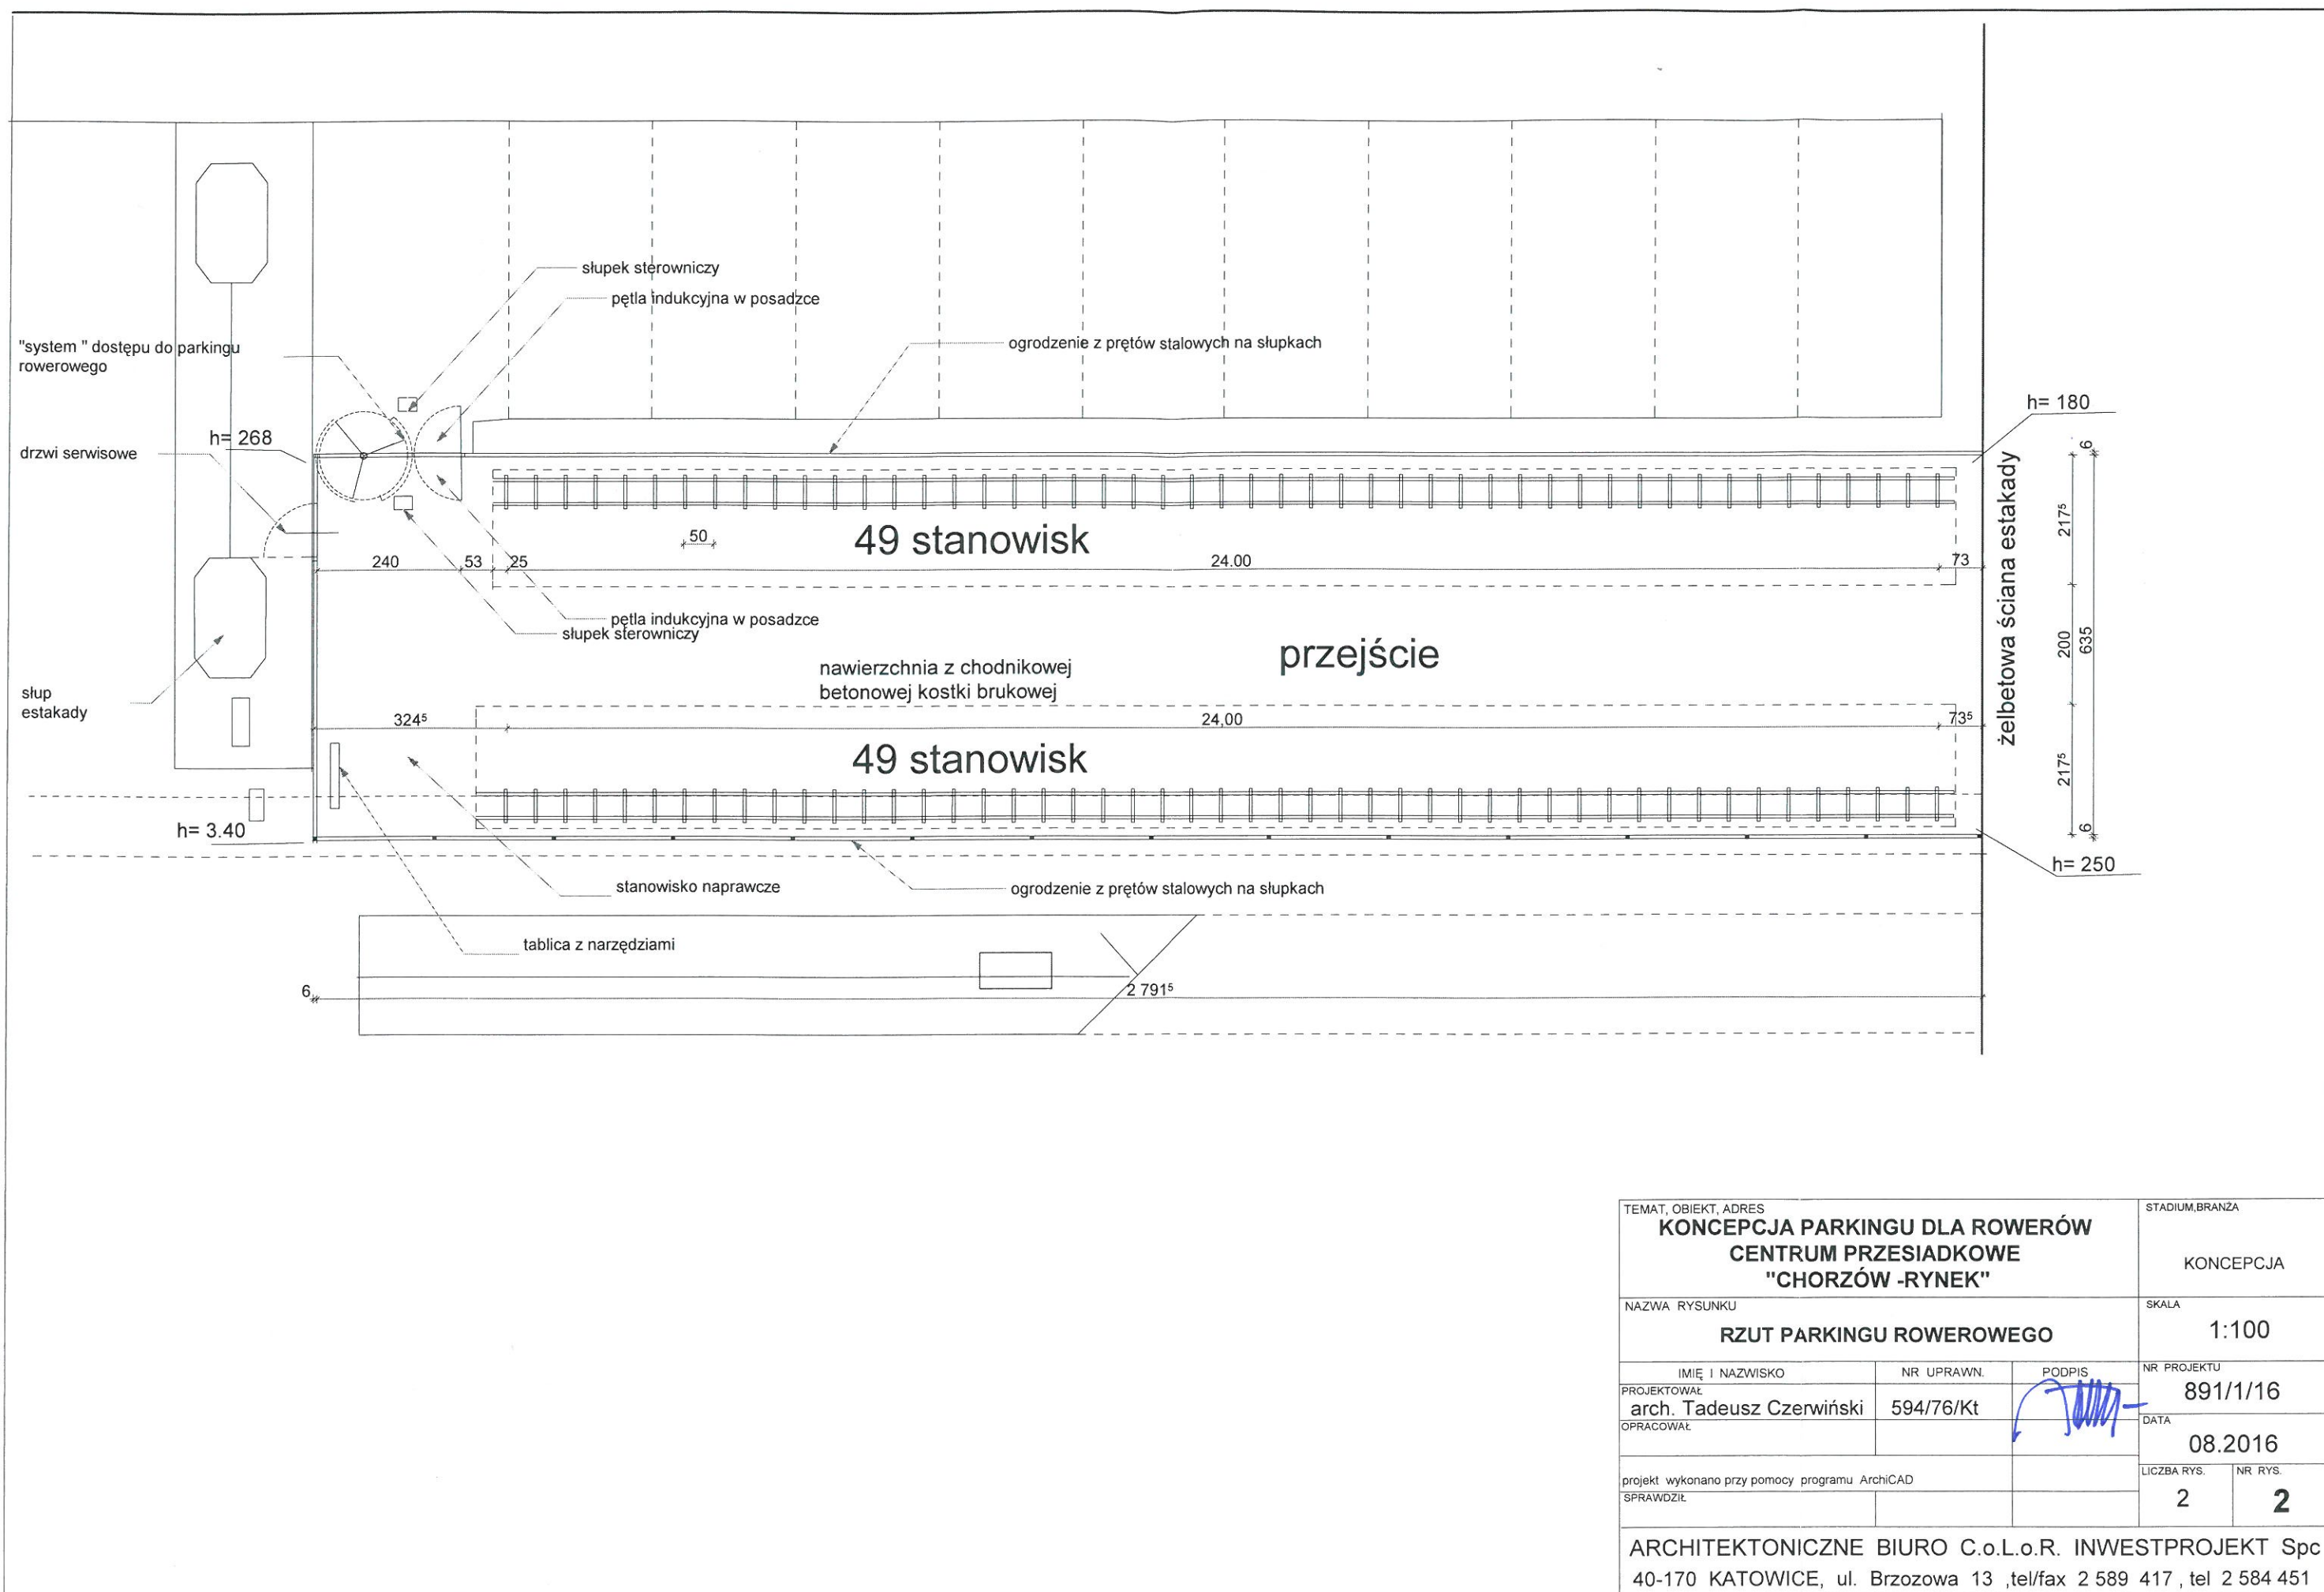 słupek sterowniczy
pętla indukcyjna w posadzce
"system " dostępu do parkingu
rowerowego
ogrodzenie z prętów stalowych na słupkach
h= 180
h= 268
drzwi serwisowe
6
2175
200
635
2175
6
żelbetowa ściana estakady
49 stanowisk
50
240
53
25
24.00
73
pętla indukcyjna w posadzce
słupek sterowniczy
przejście
nawierzchnia z chodnikowej
betonowej kostki brukowej
słup
estakady
3245
24,00
735
49 stanowisk
h= 3.40
h= 250
stanowisko naprawcze
ogrodzenie z prętów stalowych na słupkach
tablica z narzędziami
6
2 7915
TEMAT, OBIEKT, ADRES
KONCEPCJA PARKINGU DLA ROWERÓW
CENTRUM PRZESIADKOWE
"CHORZÓW -RYNEK"
STADIUM,BRANŻA
KONCEPCJA
NAZWA RYSUNKU
RZUT PARKINGU ROWEROWEGO
SKALA
1:100
IMIĘ I NAZWISKO
NR UPRAWN.
PODPIS
NR PROJEKTU
891/1/16
PROJEKTOWAŁ
arch. Tadeusz Czerwiński
594/76/Kt
OPRACOWAŁ
DATA
08.2016
projekt wykonano przy pomocy programu ArchiCAD
LICZBA RYS.
2
NR RYS.
2
SPRAWDZIŁ
ARCHITEKTONICZNE BIURO C.o.L.o.R. INWESTPROJEKT Spc
40-170 KATOWICE, ul. Brzozowa 13 ,tel/fax 2 589 417 , tel 2 584 451